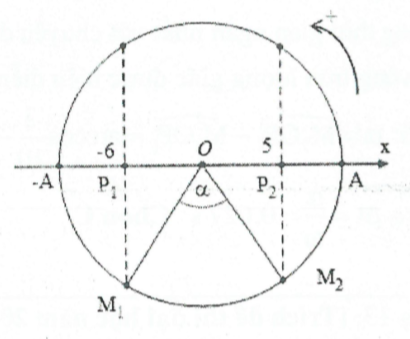 +
-6 O 5 x
-A P₁ α P₂ A
M₁ M₂